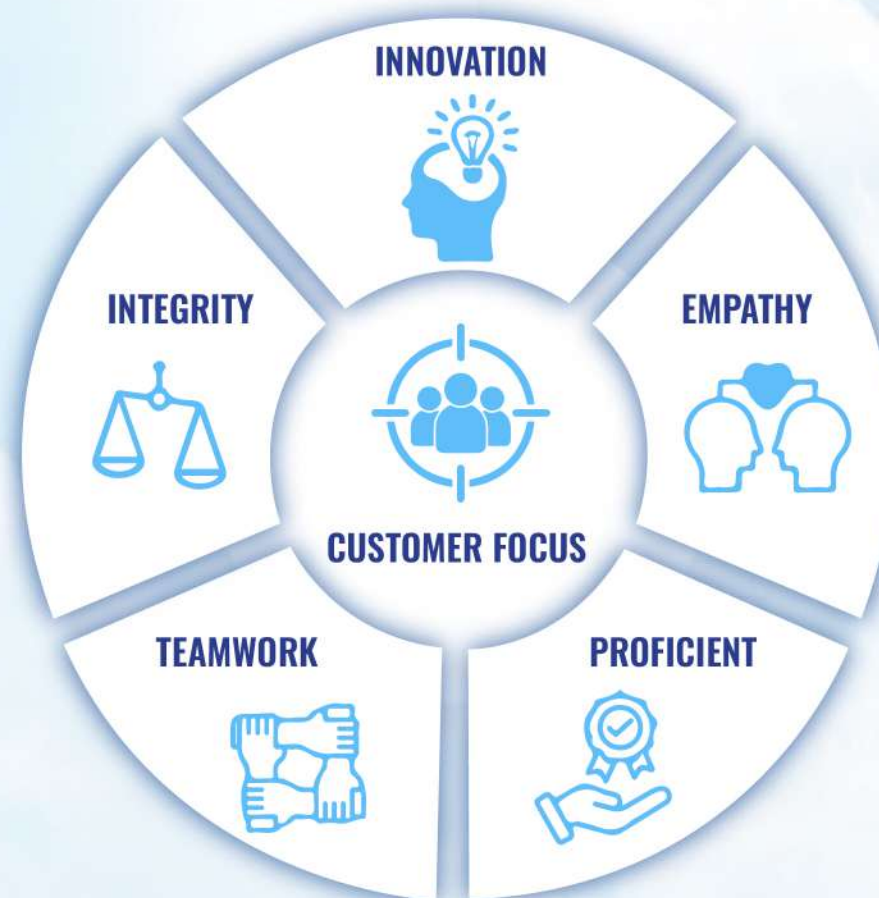 INNOVATION
INTEGRITY
EMPATHY
CUSTOMER FOCUS
TEAMWORK
PROFICIENT